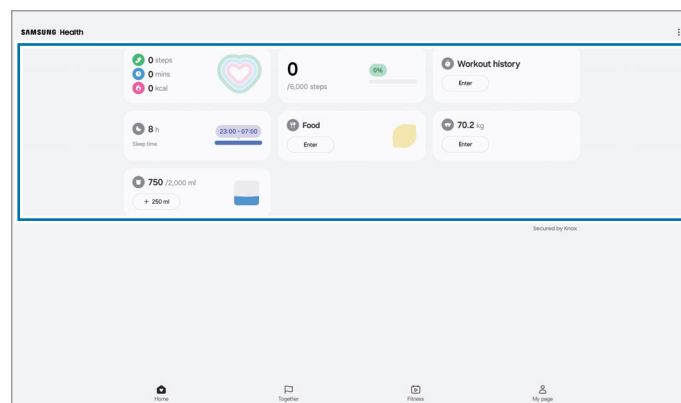 SAMSUNG Health
0 steps
0 mins
0 kcal
0
/6,000 steps
0%
Workout history
Enter
8 h
Sleep time
23:00 - 07:00
Food
Enter
70.2 kg
Enter
750 /2,000 ml
+ 250 ml
Secured by Knox
Home
Together
Fitness
My page